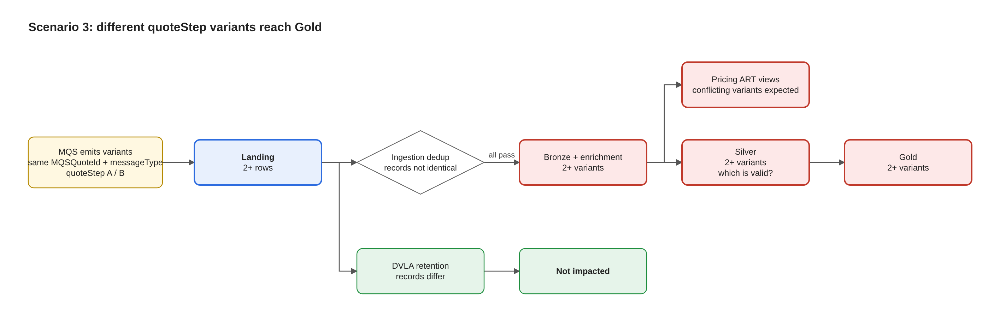 Scenario 3: different quoteStep variants reach Gold
Pricing ART views
conflicting variants expected
MQS emits variants
same MQSQuoteId + messageType
quoteStep A / B
Landing
2+ rows
Ingestion dedup
records not identical
all pass
Bronze + enrichment
2+ variants
Silver
2+ variants
which is valid?
Gold
2+ variants
DVLA retention
records differ
Not impacted